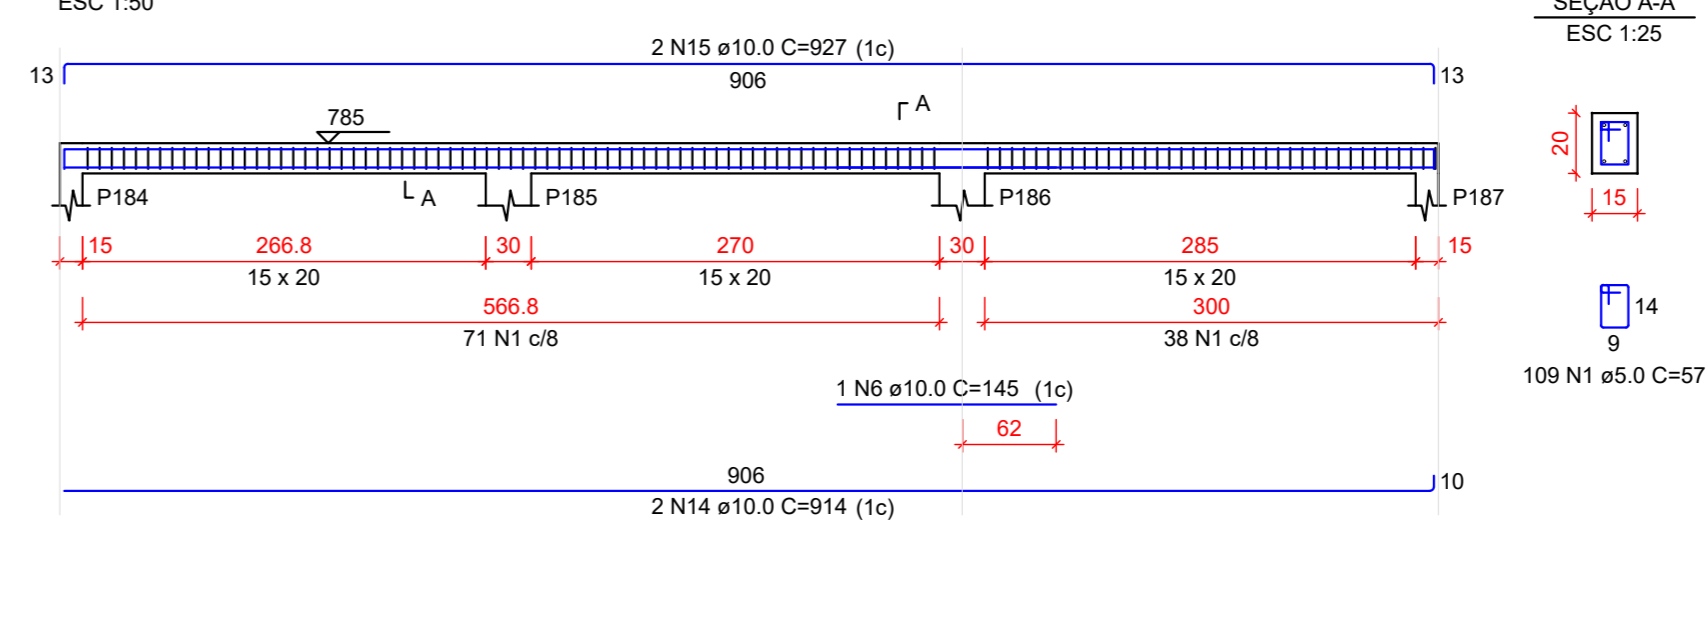 ESC 1:50
SEÇÃO A-A
ESC 1:25
2 N15 ø10.0 C=927 (1c)
13
906
13
A
785
20
A
P184
P185
P186
P187
15
15
266.8
30
270
30
285
15
15 x 20
15 x 20
15 x 20
566.8
300
71 N1 c/8
38 N1 c/8
14
9
109 N1 ø5.0 C=57
1 N6 ø10.0 C=145 (1c)
62
906
10
2 N14 ø10.0 C=914 (1c)